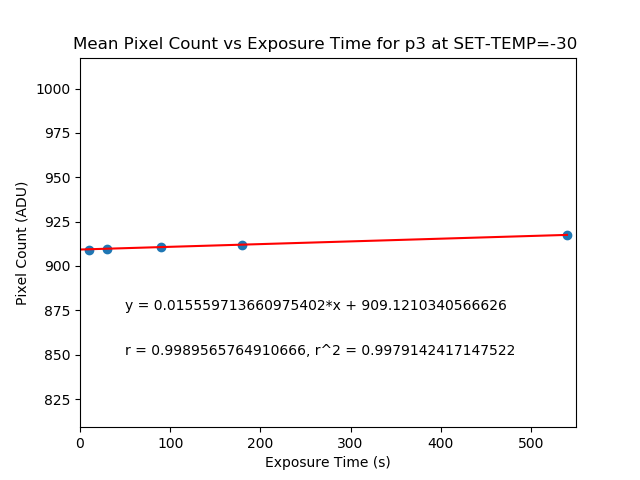 Mean Pixel Count vs Exposure Time for p3 at SET-TEMP=-30
Pixel Count (ADU)
1000
975
950
925
900
875
850
825
y = 0.015559713660975402*x + 909.1210340566626
r = 0.9989565764910666, r^2 = 0.9979142417147522
0 100 200 300 400 500
Exposure Time (s)